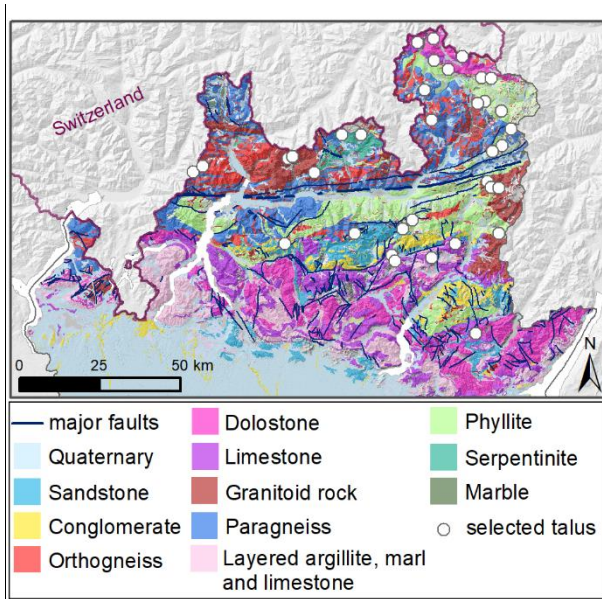 Switzerland
N
0 25 50 km
major faults Dolostone Phyllite
Quaternary Limestone Serpentinite
Sandstone Granitoid rock Marble
Conglomerate Paragneiss selected talus
Orthogneiss Layered argillite, marl
and limestone